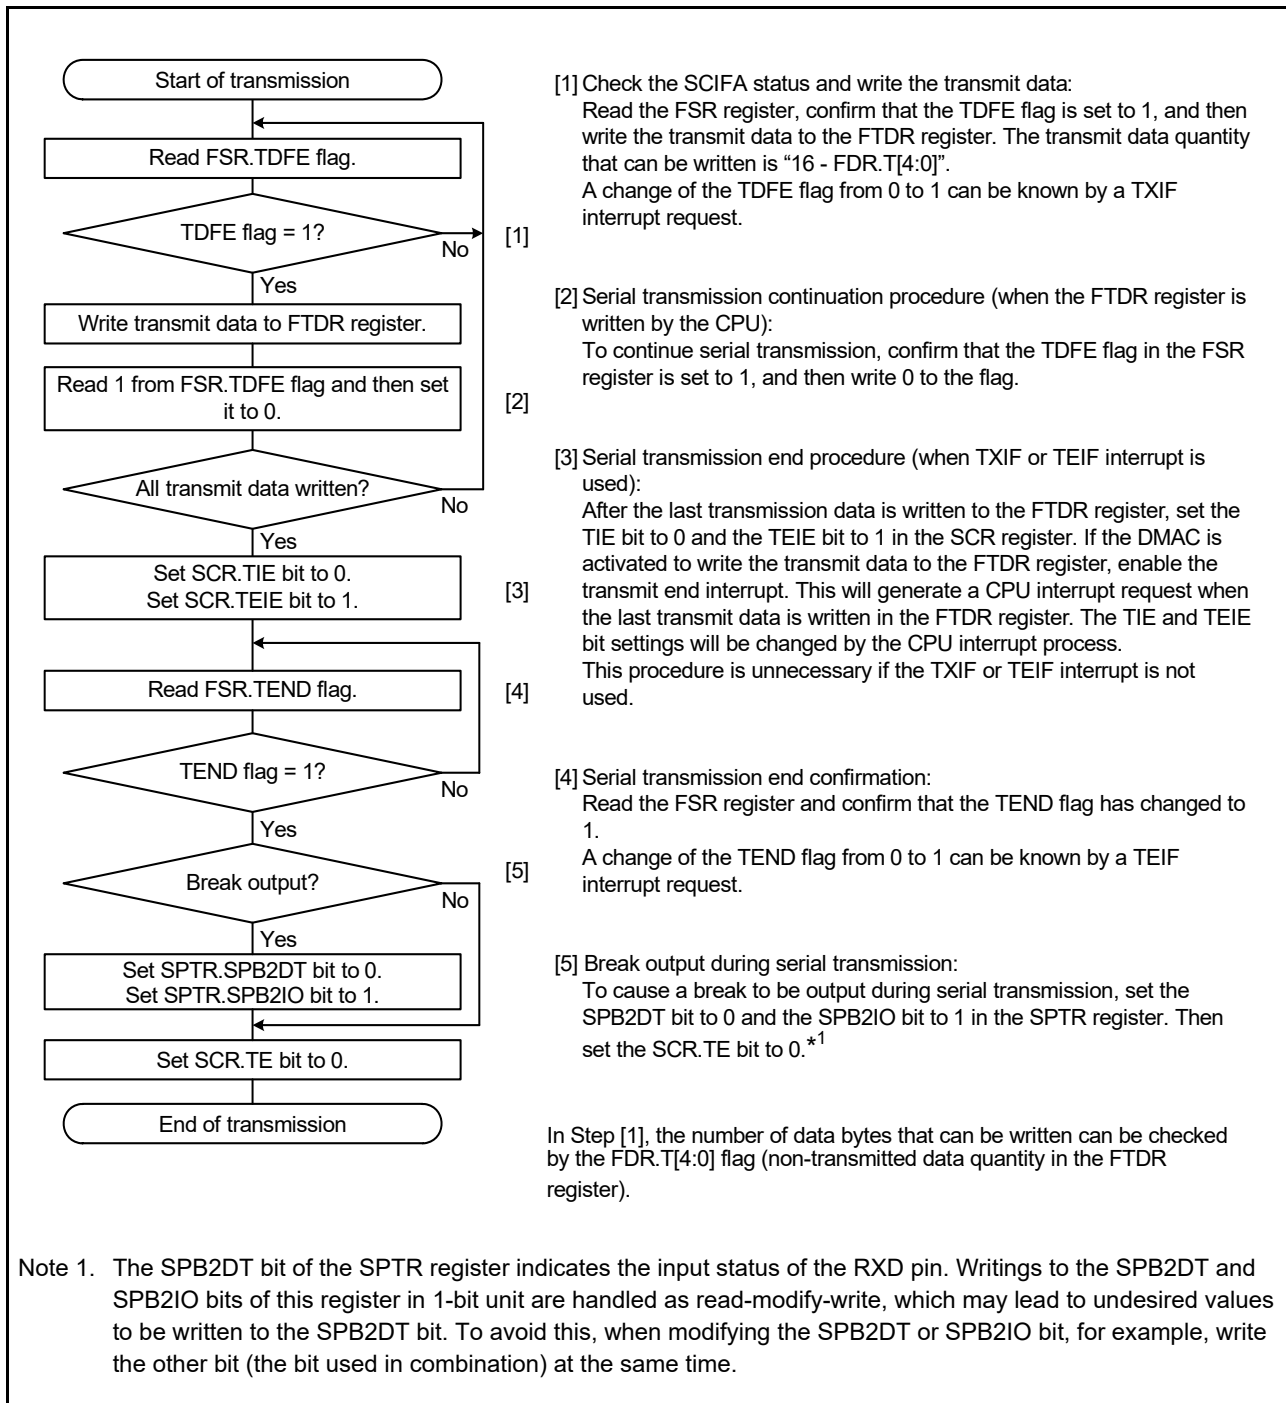 Start of transmission
Read FSR.TDFE flag.
TDFE flag = 1?
No
[1]
Yes
Write transmit data to FTDR register.
Read 1 from FSR.TDFE flag and then set
it to 0.
[2]
All transmit data written?
No
Yes
Set SCR.TIE bit to 0.
Set SCR.TEIE bit to 1.
[3]
Read FSR.TEND flag.
[4]
TEND flag = 1?
No
Yes
Break output?
[5]
No
Yes
Set SPTR.SPB2DT bit to 0.
Set SPTR.SPB2IO bit to 1.
Set SCR.TE bit to 0.
End of transmission
[1] Check the SCIFA status and write the transmit data:
Read the FSR register, confirm that the TDFE flag is set to 1, and then
write the transmit data to the FTDR register. The transmit data quantity
that can be written is “16 - FDR.T[4:0]”.
A change of the TDFE flag from 0 to 1 can be known by a TXIF
interrupt request.
[2] Serial transmission continuation procedure (when the FTDR register is
written by the CPU):
To continue serial transmission, confirm that the TDFE flag in the FSR
register is set to 1, and then write 0 to the flag.
[3] Serial transmission end procedure (when TXIF or TEIF interrupt is
used):
After the last transmission data is written to the FTDR register, set the
TIE bit to 0 and the TEIE bit to 1 in the SCR register. If the DMAC is
activated to write the transmit data to the FTDR register, enable the
transmit end interrupt. This will generate a CPU interrupt request when
the last transmit data is written in the FTDR register. The TIE and TEIE
bit settings will be changed by the CPU interrupt process.
This procedure is unnecessary if the TXIF or TEIF interrupt is not
used.
[4] Serial transmission end confirmation:
Read the FSR register and confirm that the TEND flag has changed to
1.
A change of the TEND flag from 0 to 1 can be known by a TEIF
interrupt request.
[5] Break output during serial transmission:
To cause a break to be output during serial transmission, set the
SPB2DT bit to 0 and the SPB2IO bit to 1 in the SPTR register. Then
set the SCR.TE bit to 0.*1
In Step [1], the number of data bytes that can be written can be checked
by the FDR.T[4:0] flag (non-transmitted data quantity in the FTDR
register).
Note 1. The SPB2DT bit of the SPTR register indicates the input status of the RXD pin. Writings to the SPB2DT and
SPB2IO bits of this register in 1-bit unit are handled as read-modify-write, which may lead to undesired values
to be written to the SPB2DT bit. To avoid this, when modifying the SPB2DT or SPB2IO bit, for example, write
the other bit (the bit used in combination) at the same time.